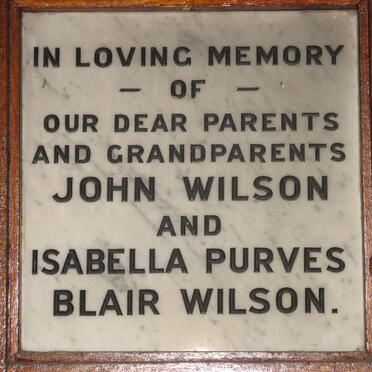 IN LOVING MEMORY
— OF —
OUR DEAR PARENTS
AND GRANDPARENTS
JOHN WILSON
AND
ISABELLA PURVES
BLAIR WILSON.